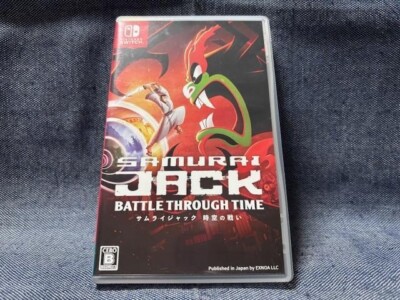 SAMURAI
JACK
BATTLE THROUGH TIME
サムライジャック 時空の戦い
CERO
B
Published in Japan by EXNOA LLC